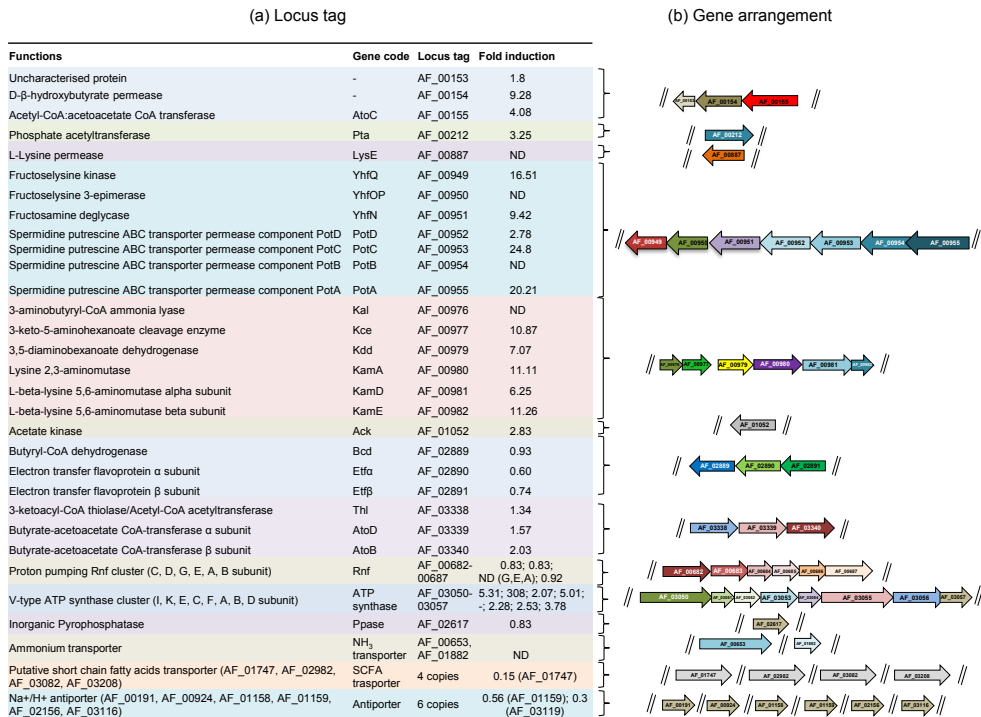 (a) Locus tag
(b) Gene arrangement
Functions Gene code Locus tag Fold induction
Uncharacterised protein - AF_00153 1.8
D-β-hydroxybutyrate permease - AF_00154 9.28
Acetyl-CoA:acetoacetate CoA transferase AtoC AF_00155 4.08
Phosphate acetyltransferase Pta AF_00212 3.25
L-Lysine permease LysE AF_00887 ND
Fructoselysine kinase YhfQ AF_00949 16.51
Fructoselysine 3-epimerase YhfOP AF_00950 ND
Fructosamine deglycase YhfN AF_00951 9.42
Spermidine putrescine ABC transporter permease component PotD PotD AF_00952 2.78
Spermidine putrescine ABC transporter permease component PotC PotC AF_00953 24.8
Spermidine putrescine ABC transporter permease component PotB PotB AF_00954 ND
Spermidine putrescine ABC transporter permease component PotA PotA AF_00955 20.21
3-aminobutyryl-CoA ammonia lyase Kal AF_00976 ND
3-keto-5-aminohexanoate cleavage enzyme Kce AF_00977 10.87
3,5-diaminobexanoate dehydrogenase Kdd AF_00979 7.07
Lysine 2,3-aminomutase KamA AF_00980 11.11
L-beta-lysine 5,6-aminomutase alpha subunit KamD AF_00981 6.25
L-beta-lysine 5,6-aminomutase beta subunit KamE AF_00982 11.26
Acetate kinase Ack AF_01052 2.83
Butyryl-CoA dehydrogenase Bcd AF_02889 0.93
Electron transfer flavoprotein α subunit Etfα AF_02890 0.60
Electron transfer flavoprotein β subunit Etfβ AF_02891 0.74
3-ketoacyl-CoA thiolase/Acetyl-CoA acetyltransferase Thl AF_03338 1.34
Butyrate-acetoacetate CoA-transferase α subunit AtoD AF_03339 1.57
Butyrate-acetoacetate CoA-transferase β subunit AtoB AF_03340 2.03
Proton pumping Rnf cluster (C, D, G, E, A, B subunit) Rnf AF_00682-
00687 0.83; 0.83;
ND (G,E,A); 0.92
V-type ATP synthase cluster (I, K, E, C, F, A, B, D subunit) ATP
synthase AF_03050-
03057 5.31; 308; 2.07; 5.01;
-; 2.28; 2.53; 3.78
Inorganic Pyrophosphatase Ppase AF_02617 0.83
Ammonium transporter NH3
transporter AF_00653,
AF_01882 ND
Putative short chain fatty acids transporter (AF_01747, AF_02982,
AF_03082, AF_03208) SCFA
trasporter 4 copies 0.15 (AF_01747)
Na+/H+ antiporter (AF_00191, AF_00924, AF_01158, AF_01159,
AF_02156, AF_03116) Antiporter 6 copies 0.56 (AF_01159); 0.3
(AF_03119)
// AF_00153 AF_00154 AF_00155 //
// AF_00212 //
// AF_00887 //
// AF_00949 AF_00950 AF_00951 AF_00952 AF_00953 AF_00954 AF_00955 //
// AF_00976 AF_00977 AF_00979 AF_00980 AF_00981 AF_00982 //
// AF_01052 //
// AF_02889 AF_02890 AF_02891 //
// AF_03338 AF_03339 AF_03340 //
// AF_00682 AF_00683 AF_00684 AF_00685 AF_00686 AF_00687 //
// AF_03050 AF_03051 AF_03052 AF_03053 AF_03054 AF_03055 AF_03056 AF_03057 //
// AF_02617 //
// AF_00653 // AF_01882 //
// AF_01747 // AF_02982 // AF_03082 // AF_03208 //
// AF_00191 // AF_00924 // AF_01158 // AF_01159 // AF_02156 // AF_03116 //